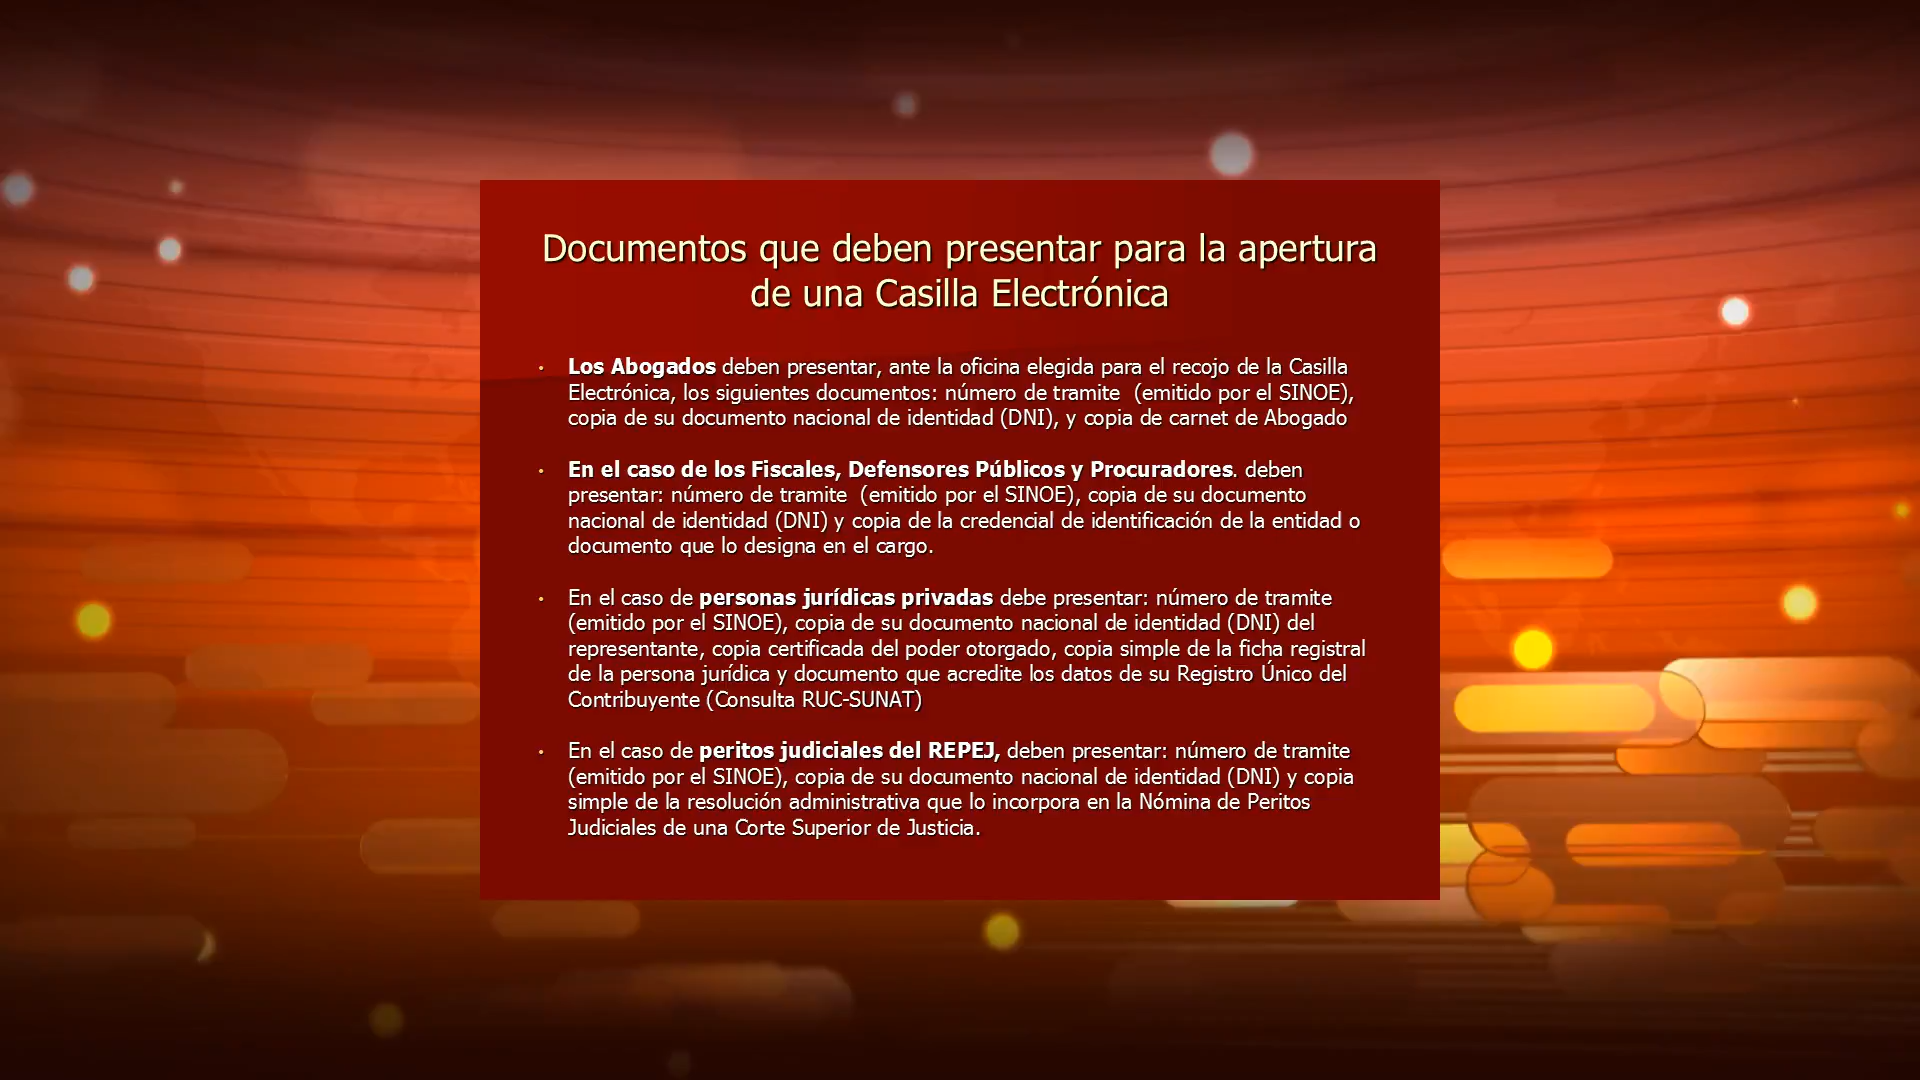 Documentos que deben presentar para la apertura
de una Casilla Electrónica
• Los Abogados deben presentar, ante la oficina elegida para el recojo de la Casilla
Electrónica, los siguientes documentos: número de tramite (emitido por el SINOE),
copia de su documento nacional de identidad (DNI), y copia de carnet de Abogado
• En el caso de los Fiscales, Defensores Públicos y Procuradores. deben
presentar: número de tramite (emitido por el SINOE), copia de su documento
nacional de identidad (DNI) y copia de la credencial de identificación de la entidad o
documento que lo designa en el cargo.
• En el caso de personas jurídicas privadas debe presentar: número de tramite
(emitido por el SINOE), copia de su documento nacional de identidad (DNI) del
representante, copia certificada del poder otorgado, copia simple de la ficha registral
de la persona jurídica y documento que acredite los datos de su Registro Único del
Contribuyente (Consulta RUC-SUNAT)
• En el caso de peritos judiciales del REPEJ, deben presentar: número de tramite
(emitido por el SINOE), copia de su documento nacional de identidad (DNI) y copia
simple de la resolución administrativa que lo incorpora en la Nómina de Peritos
Judiciales de una Corte Superior de Justicia.